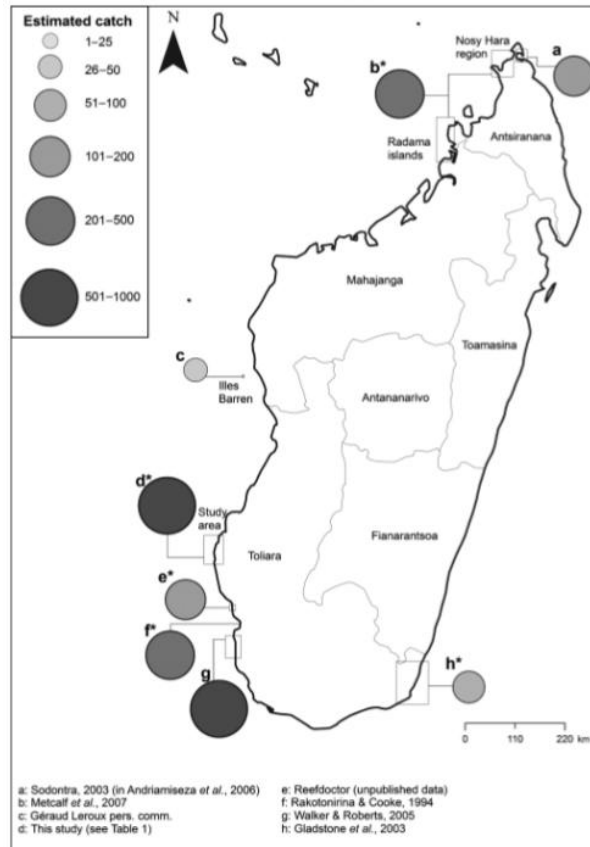 Estimated catch
1–25
26–50
51–100
101–200
201–500
501–1000
N
Nosy Hara
region
a
b*
Radama
islands
Antsiranana
Mahajanga
Toamasina
c
Illes
Barren
Antananarivo
d*
Study
area
Fianarantsoa
Toliara
e*
f*
g
h*
0 110 220 km
a: Sodontra, 2003 (in Andriamiseza et al., 2006)
b: Metcalf et al., 2007
c: Géraud Leroux pers. comm.
d: This study (see Table 1)
e: Reefdoctor (unpublished data)
f: Rakotonirina & Cooke, 1994
g: Walker & Roberts, 2005
h: Gladstone et al., 2003